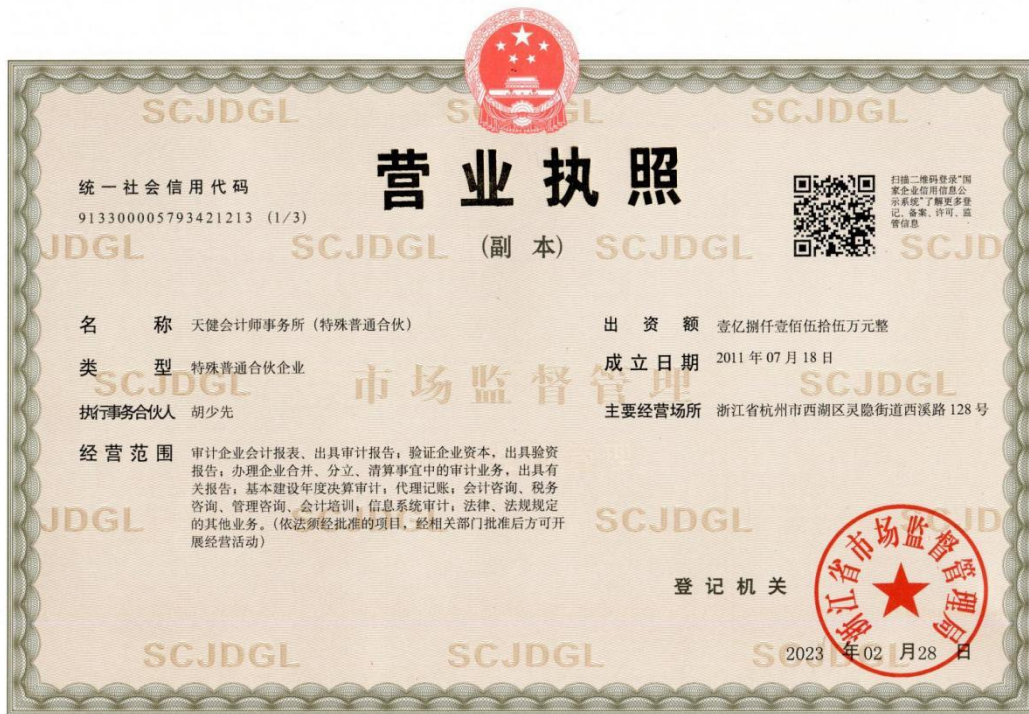 营业执照
(副 本)
统一社会信用代码
913300005793421213 (1/3)
扫描二维码登录"国
家企业信用信息公
示系统"了解更多登
记、备案、许可、监
管信息
名 称 天健会计师事务所（特殊普通合伙）
类 型 特殊普通合伙企业
执行事务合伙人 胡少先
经营范围 审计企业会计报表、出具审计报告；验证企业资本，出具验资
报告；办理企业合并、分立、清算事宜中的审计业务，出具有
关报告；基本建设年度决算审计；代理记账；会计咨询、税务
咨询、管理咨询、会计培训；信息系统审计；法律、法规规定
的其他业务。（依法须经批准的项目，经相关部门批准后方可开
展经营活动）
出 资 额 壹亿捌仟壹佰伍拾伍万元整
成立日期 2011年07月18日
主要经营场所 浙江省杭州市西湖区灵隐街道西溪路128号
登记机关
浙江省市场监督管理局
2023 年02 月28 日
SCJDGL
市场监督管理